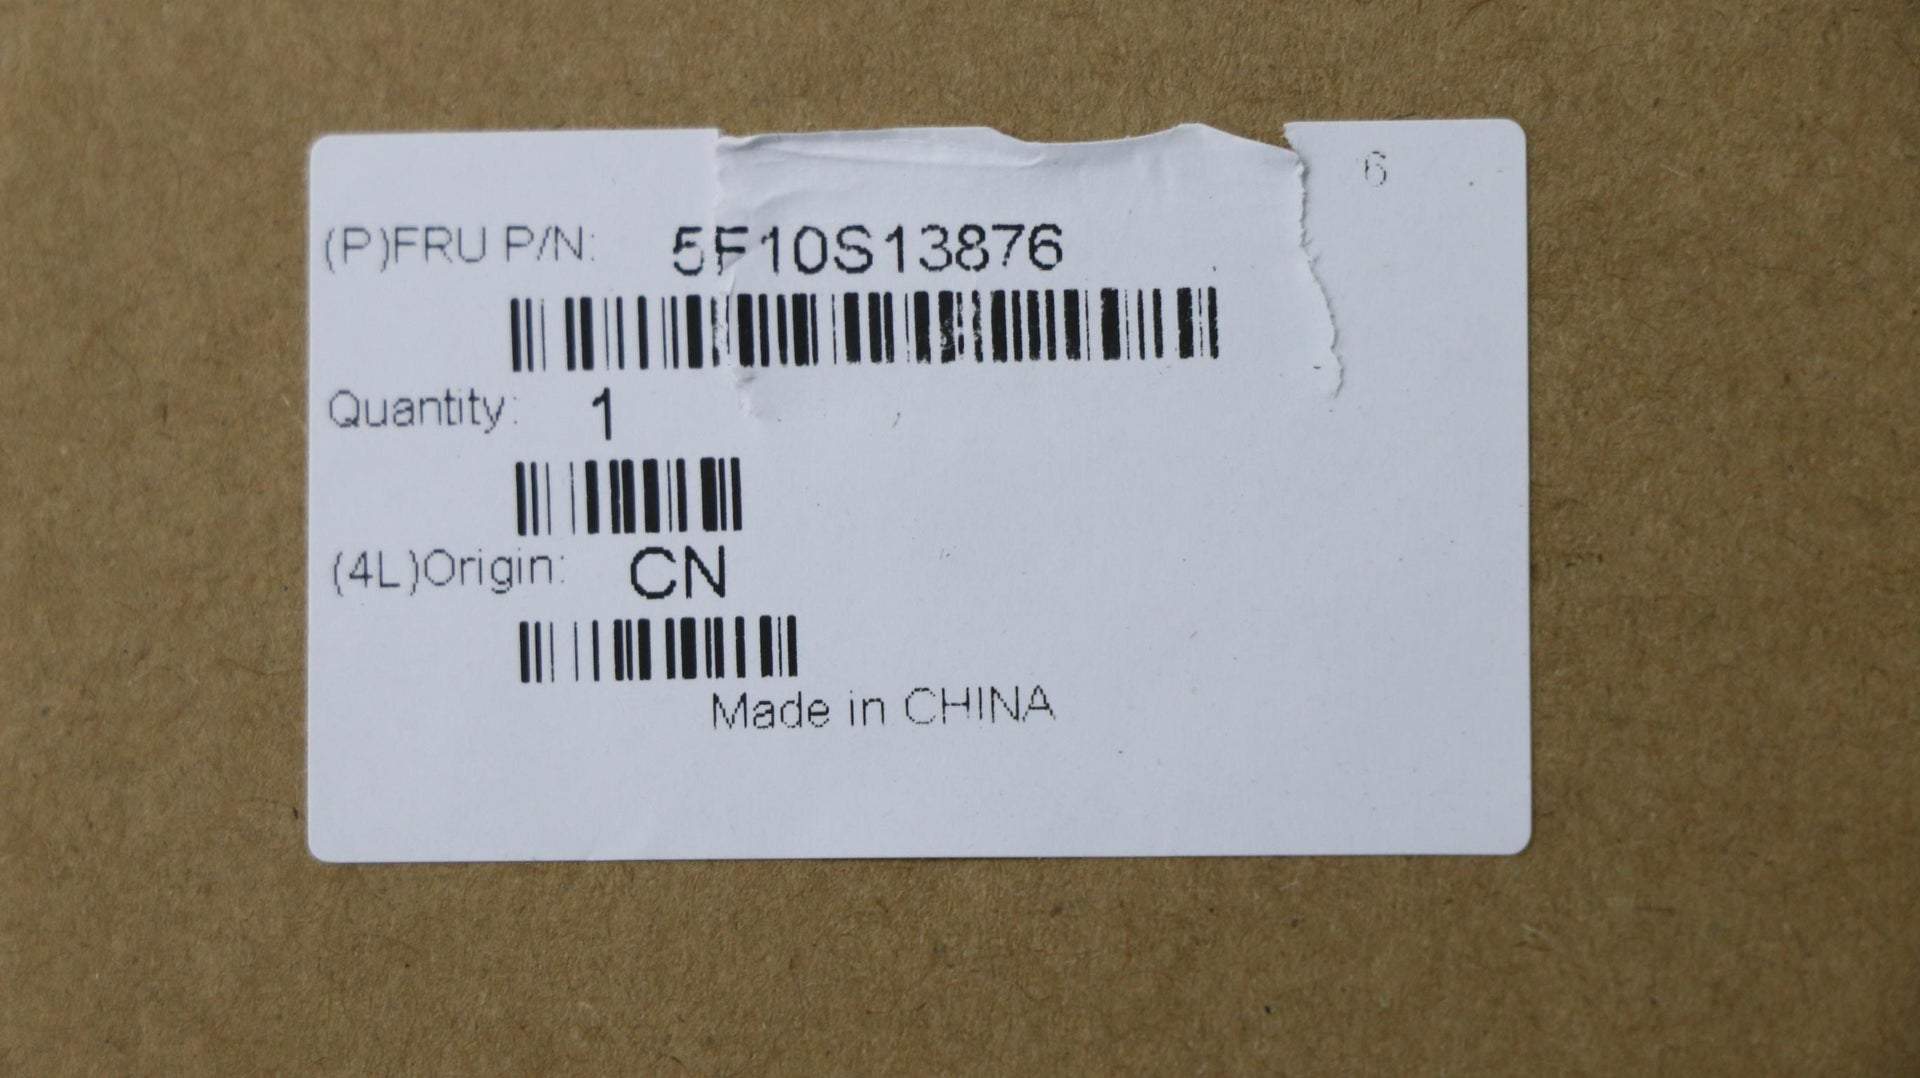 6
(P)FRU P/N: 5F10S13876
Quantity: 1
(4L)Origin: CN
Made in CHINA